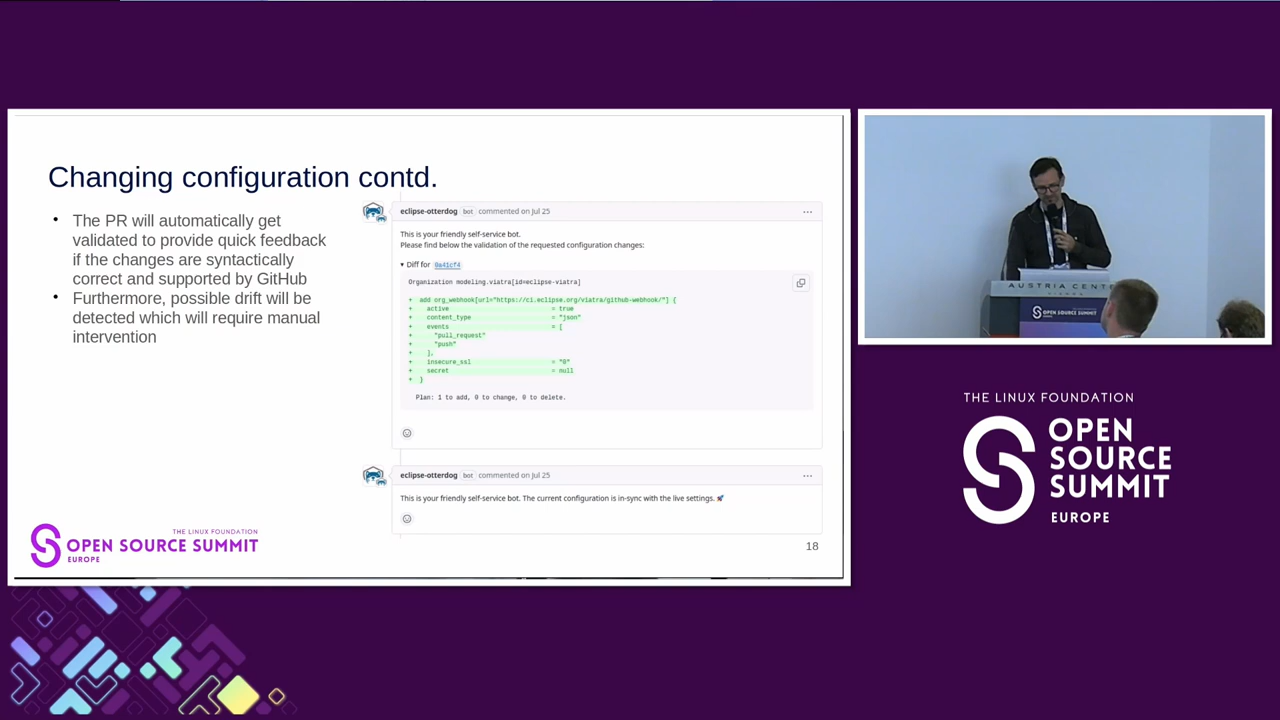 Changing configuration contd.
• The PR will automatically get
validated to provide quick feedback
if the changes are syntactically
correct and supported by GitHub
• Furthermore, possible drift will be
detected which will require manual
intervention
eclipse-otterdog bot commented on Jul 25
This is your friendly self-service bot.
Please find below the validation of the requested configuration changes:
Diff for 0a41cf4
Organization modeling.viatra[id=eclipse-viatra]
+ add org_webhook[url="https://ci.eclipse.org/viatra/github-webhook/"] {
+ active = true
+ content_type = "json"
+ events = [
+ "pull_request"
+ "push"
+ ],
+ insecure_ssl = "0"
+ secret = null
+ }
Plan: 1 to add, 0 to change, 0 to delete.
eclipse-otterdog bot commented on Jul 25
This is your friendly self-service bot. The current configuration is in-sync with the live settings. 🚀
THE LINUX FOUNDATION
OPEN SOURCE SUMMIT
EUROPE
18
AUSTRIA CENT
OPEN SOURCE SUMMIT
THE LINUX FOUNDATION
OPEN
SOURCE
SUMMIT
EUROPE